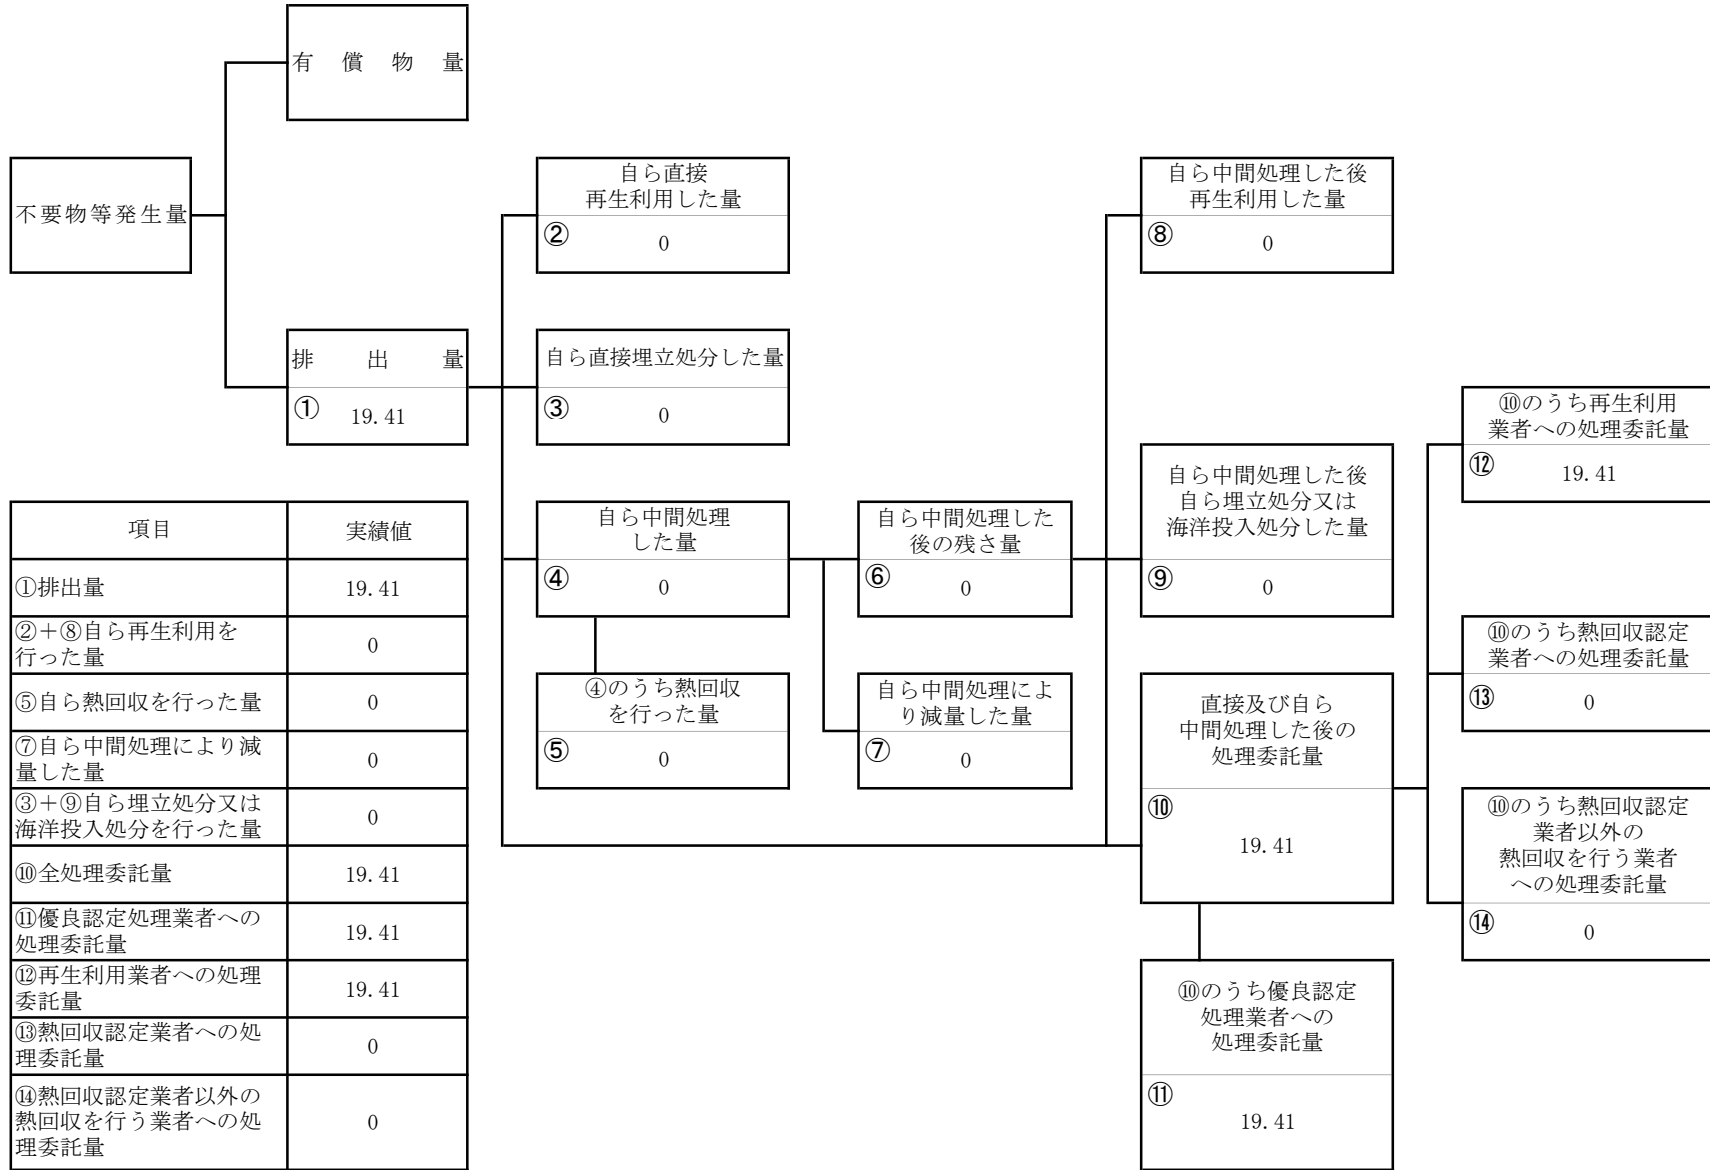 有償物量
不要物等発生量
排出量
① 19.41
自ら直接
再生利用した量
② 0
自ら直接埋立処分した量
③ 0
自ら中間処理
した量
④ 0
④のうち熱回収
を行った量
⑤ 0
自ら中間処理した
後の残さ量
⑥ 0
自ら中間処理によ
り減量した量
⑦ 0
自ら中間処理した後
再生利用した量
⑧ 0
自ら中間処理した後
自ら埋立処分又は
海洋投入処分した量
⑨ 0
直接及び自ら
中間処理した後の
処理委託量
⑩
19.41
⑩のうち優良認定
処理業者への
処理委託量
⑪
19.41
⑩のうち再生利用
業者への処理委託量
⑫ 19.41
⑩のうち熱回収認定
業者への処理委託量
⑬ 0
⑩のうち熱回収認定
業者以外の
熱回収を行う業者
への処理委託量
⑭ 0
項目 実績値
①排出量 19.41
②+⑧自ら再生利用を
行った量 0
⑤自ら熱回収を行った量 0
⑦自ら中間処理により減
量した量 0
③+⑨自ら埋立処分又は
海洋投入処分を行った量 0
⑩全処理委託量 19.41
⑪優良認定処理業者への
処理委託量 19.41
⑫再生利用業者への処理
委託量 19.41
⑬熱回収認定業者への処
理委託量 0
⑭熱回収認定業者以外の
熱回収を行う業者への処
理委託量 0